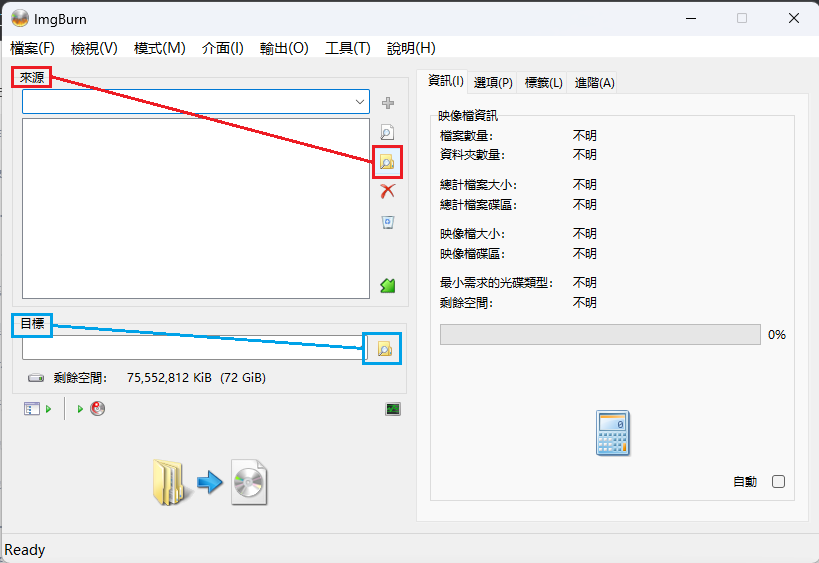 ImgBurn
檔案(F) 檢視(V) 模式(M) 介面(I) 輸出(O) 工具(T) 說明(H)
來源
目標
剩餘空間: 75,552,812 KiB (72 GiB)
資訊(I) 選項(P) 標籤(L) 進階(A)
映像檔資訊
檔案數量: 不明
資料夾數量: 不明
總計檔案大小: 不明
總計檔案磲區: 不明
映像檔大小: 不明
映像檔磲區: 不明
最小需求的光碟類型: 不明
剩餘空間: 不明
0%
自動
Ready